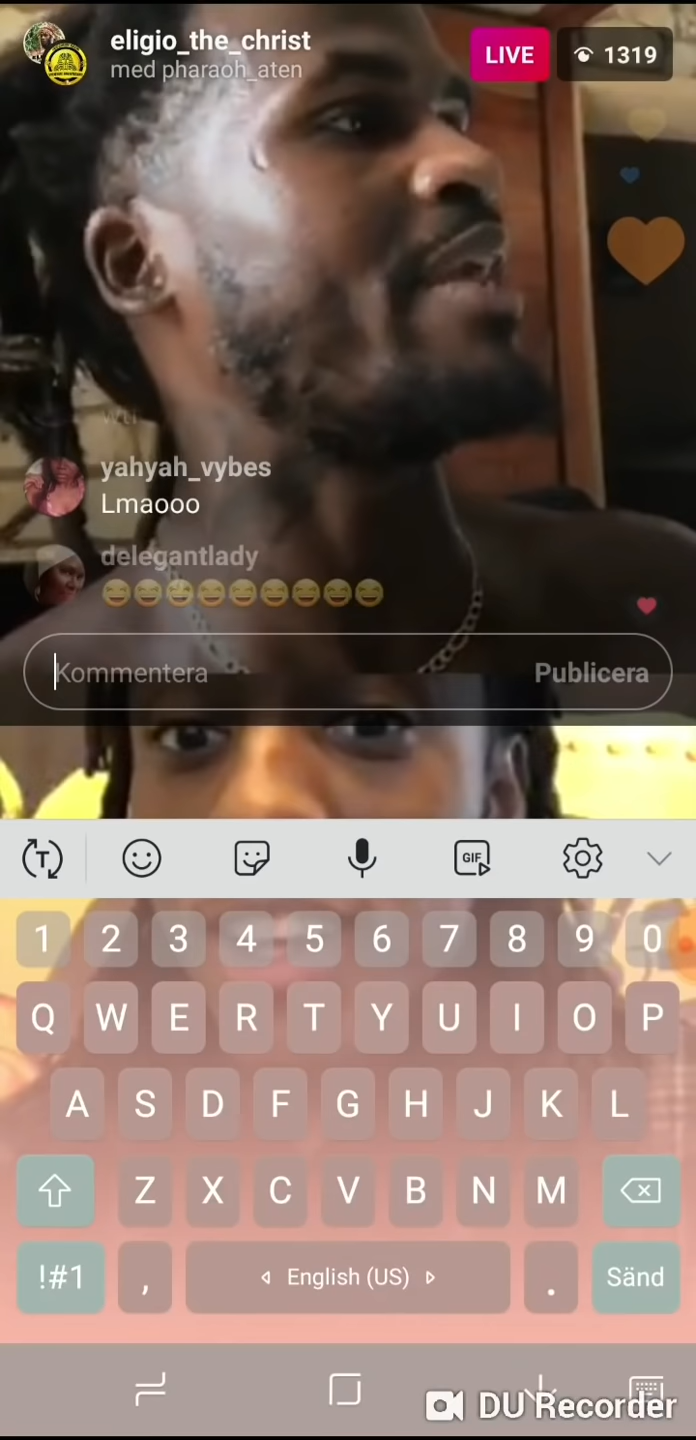 eligio_the_christ
LIVE
1319
med pharaoh_aten
yahyah_vybes
Lmaooo
delegantlady
😆😆😆😆😆😆😆😆😆
Kommentera
Publicera
T
GIF
1 2 3 4 5 6 7 8 9 0
Q W E R T Y U I O P
A S D F G H J K L
Z X C V B N M
!#1 , English (US) . Sänd
DU Recorder